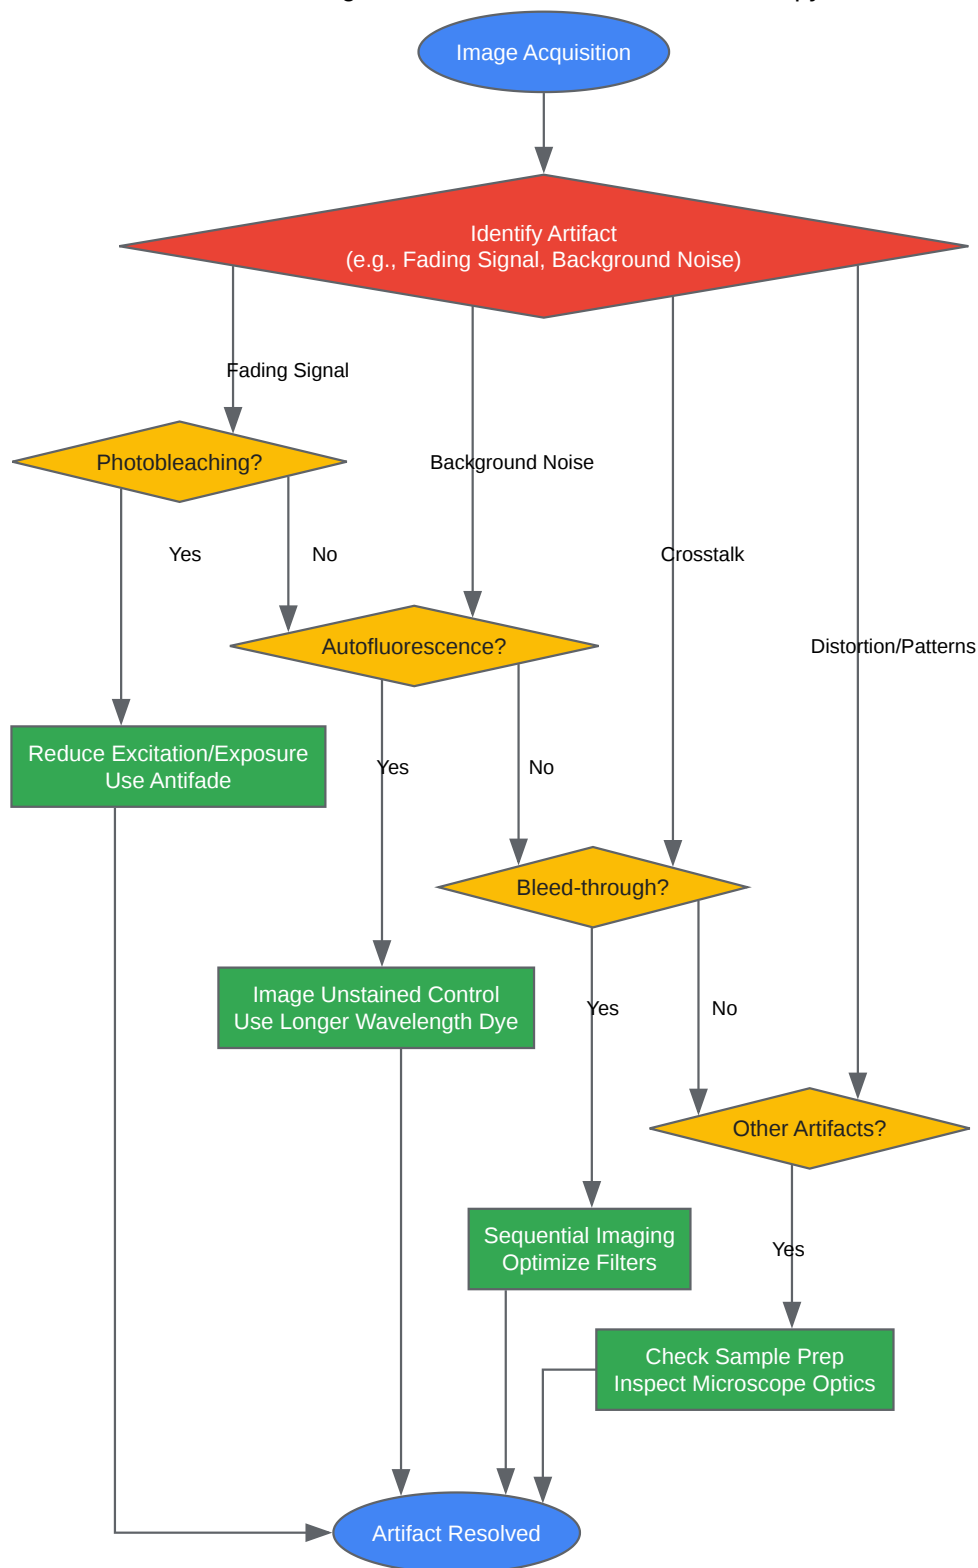 Image Acquisition
Identify Artifact
(e.g., Fading Signal, Background Noise)
Fading Signal
Photobleaching?
Background Noise
Yes
No
Crosstalk
Autofluorescence?
Distortion/Patterns
Reduce Excitation/Exposure
Use Antifade
Yes
No
Bleed-through?
Image Unstained Control
Use Longer Wavelength Dye
Yes
No
Other Artifacts?
Sequential Imaging
Optimize Filters
Yes
Check Sample Prep
Inspect Microscope Optics
Artifact Resolved